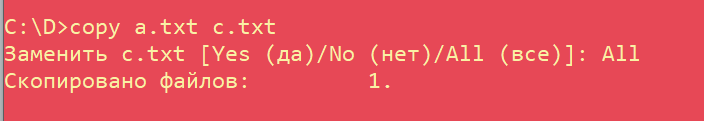 C:\D>copy a.txt c.txt
Заменить c.txt [Yes (да)/No (нет)/All (все)]: All
Скопировано файлов:         1.